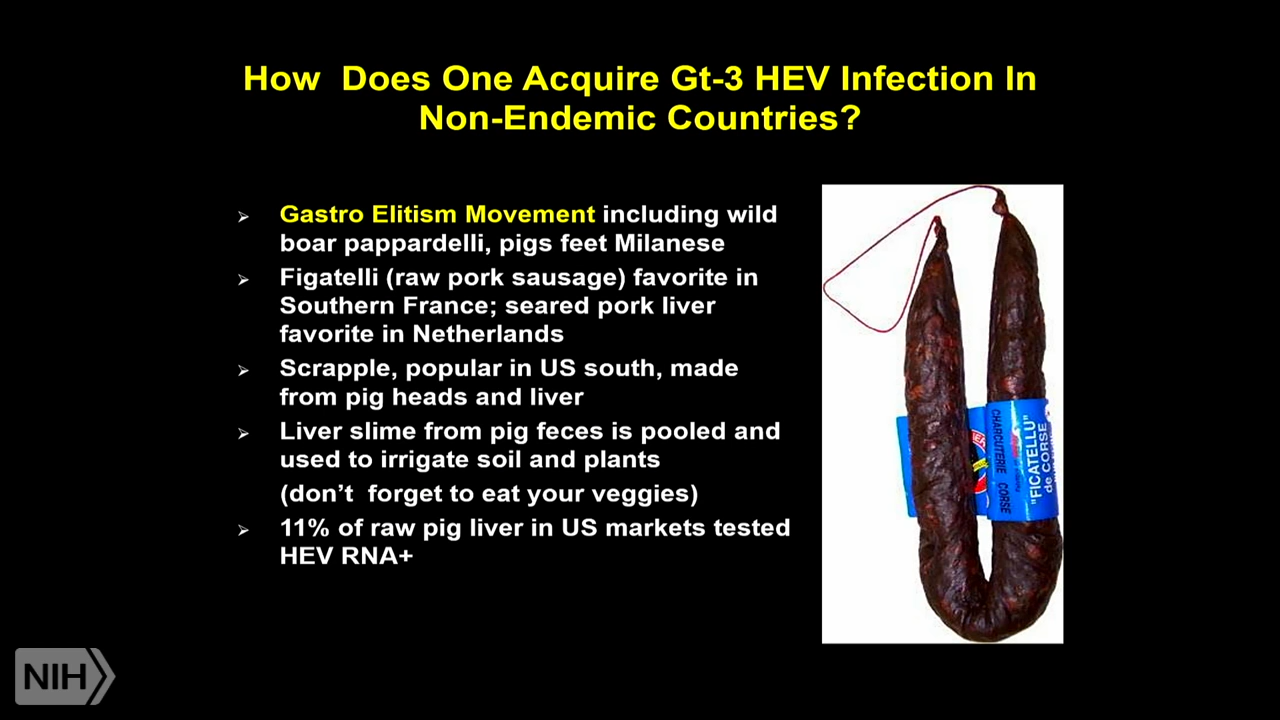 How Does One Acquire Gt-3 HEV Infection In
Non-Endemic Countries?
Gastro Elitism Movement including wild
boar pappardelli, pigs feet Milanese
Figatelli (raw pork sausage) favorite in
Southern France; seared pork liver
favorite in Netherlands
Scrapple, popular in US south, made
from pig heads and liver
Liver slime from pig feces is pooled and
used to irrigate soil and plants
(don't forget to eat your veggies)
11% of raw pig liver in US markets tested
HEV RNA+
CHARCUTERIE CORSE
"FICATELLU"
de CORSE
NIH